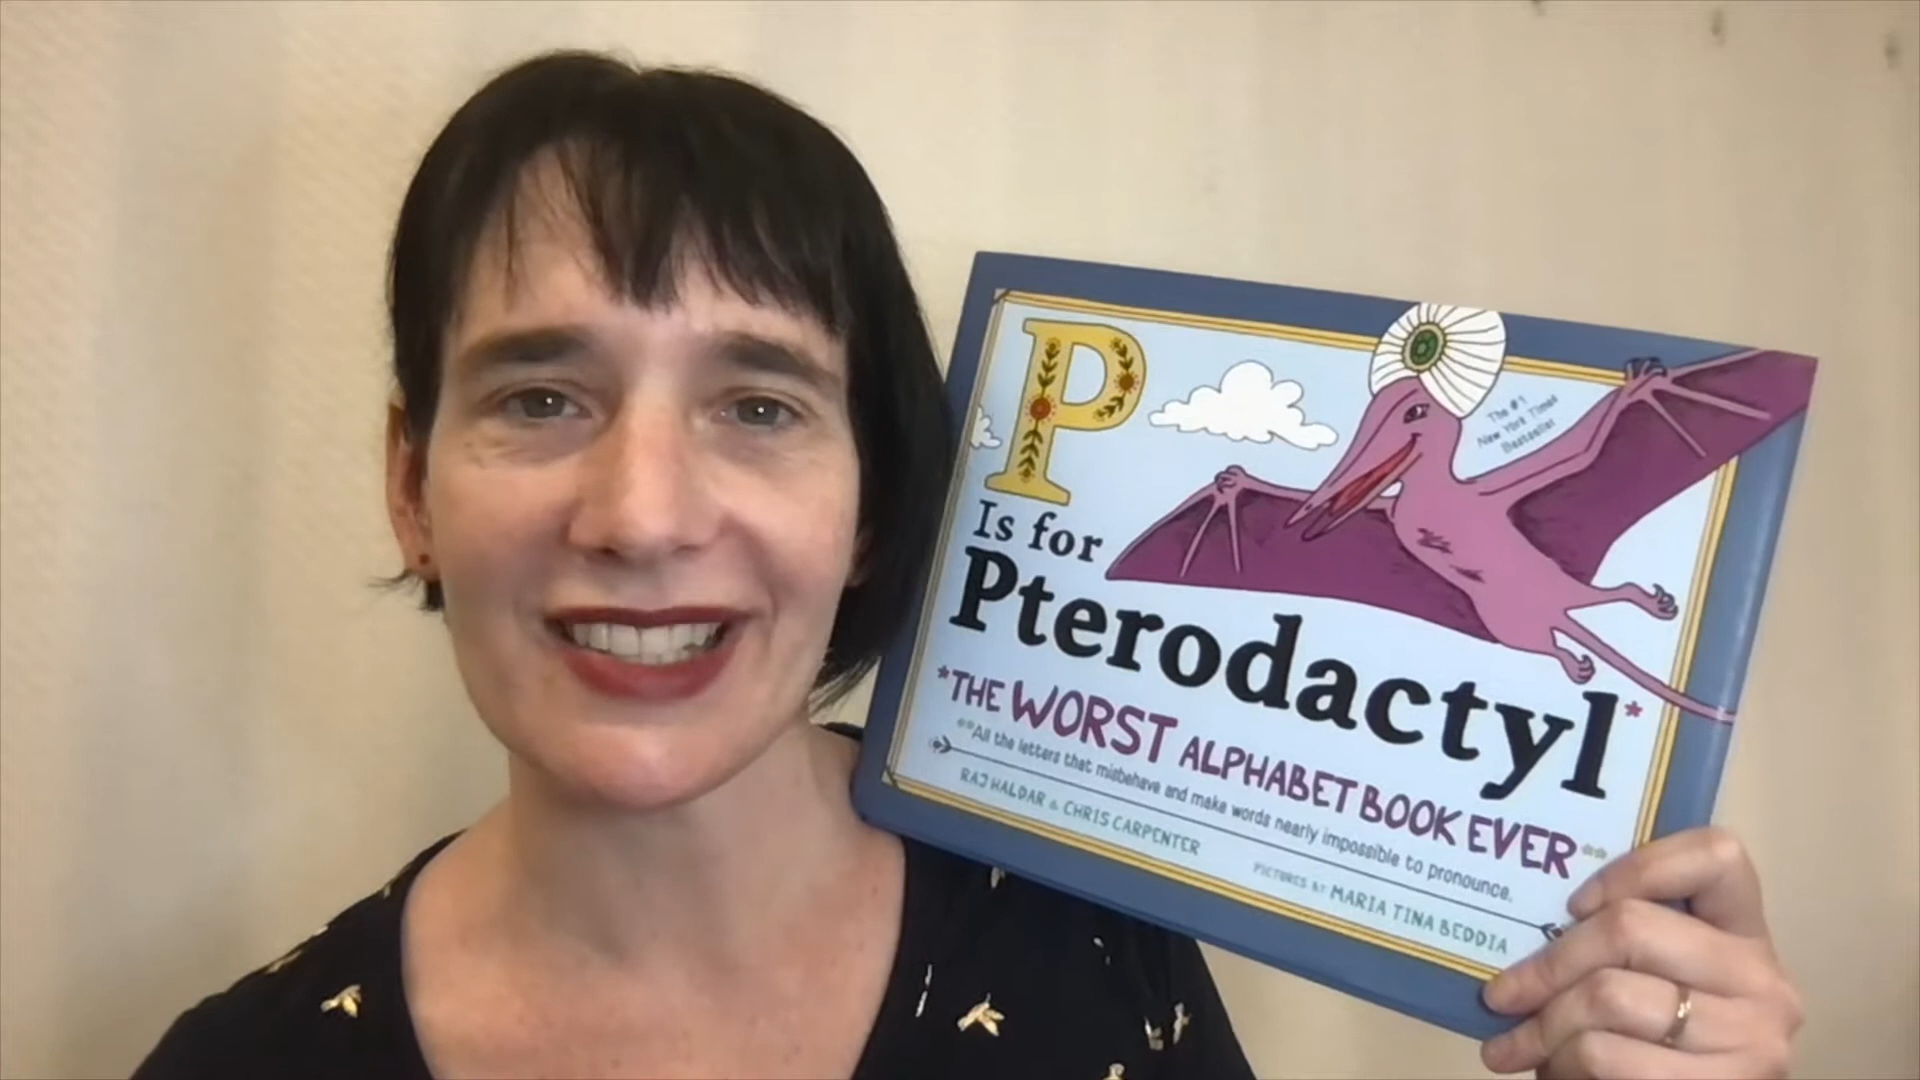 P
Is for
Pterodactyl*
The #1
New York Times
Bestseller
*THE WORST ALPHABET BOOK EVER**
**All the letters that misbehave and make words nearly impossible to pronounce.
RAJ HALDAR & CHRIS CARPENTER
PICTURES BY MARIA TINA BEDDIA